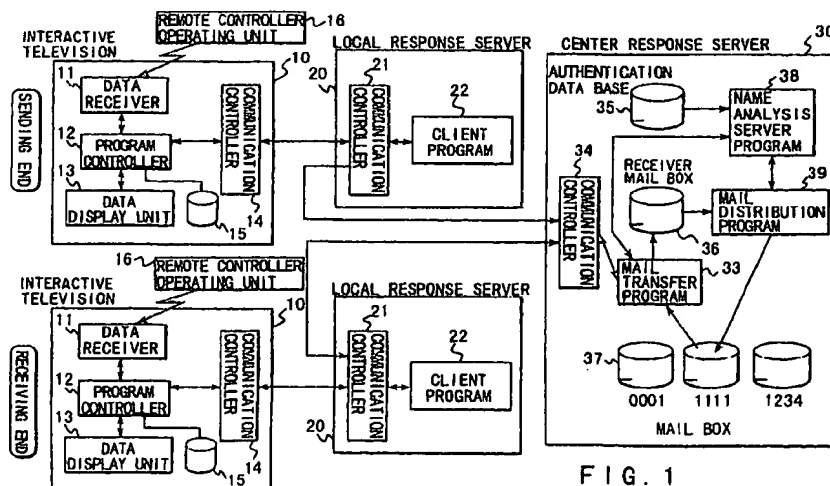 REMOTE CONTROLLER
OPERATING UNIT
16
INTERACTIVE
TELEVISION
10
11
DATA
RECEIVER
12
PROGRAM
CONTROLLER
13
DATA
DISPLAY UNIT
15
COMMUNICATION
CONTROLLER
14
SENDING END
LOCAL RESPONSE SERVER
20
21
COMMUNICATION
CONTROLLER
22
CLIENT
PROGRAM
CENTER RESPONSE SERVER
30
AUTHENTICATION
DATA BASE
35
38
NAME
ANALYSIS
SERVER
PROGRAM
34
COMMUNICATION
CONTROLLER
RECEIVER
MAIL BOX
36
39
MAIL
DISTRIBUTION
PROGRAM
MAIL
TRANSFER
PROGRAM
33
37
0001
1111
1234
MAIL BOX
16
REMOTE CONTROLLER
OPERATING UNIT
INTERACTIVE
TELEVISION
10
11
DATA
RECEIVER
12
PROGRAM
CONTROLLER
13
DATA
DISPLAY UNIT
15
COMMUNICATION
CONTROLLER
14
RECEIVING END
LOCAL RESPONSE SERVER
21
COMMUNICATION
CONTROLLER
22
CLIENT
PROGRAM
20
FIG. 1